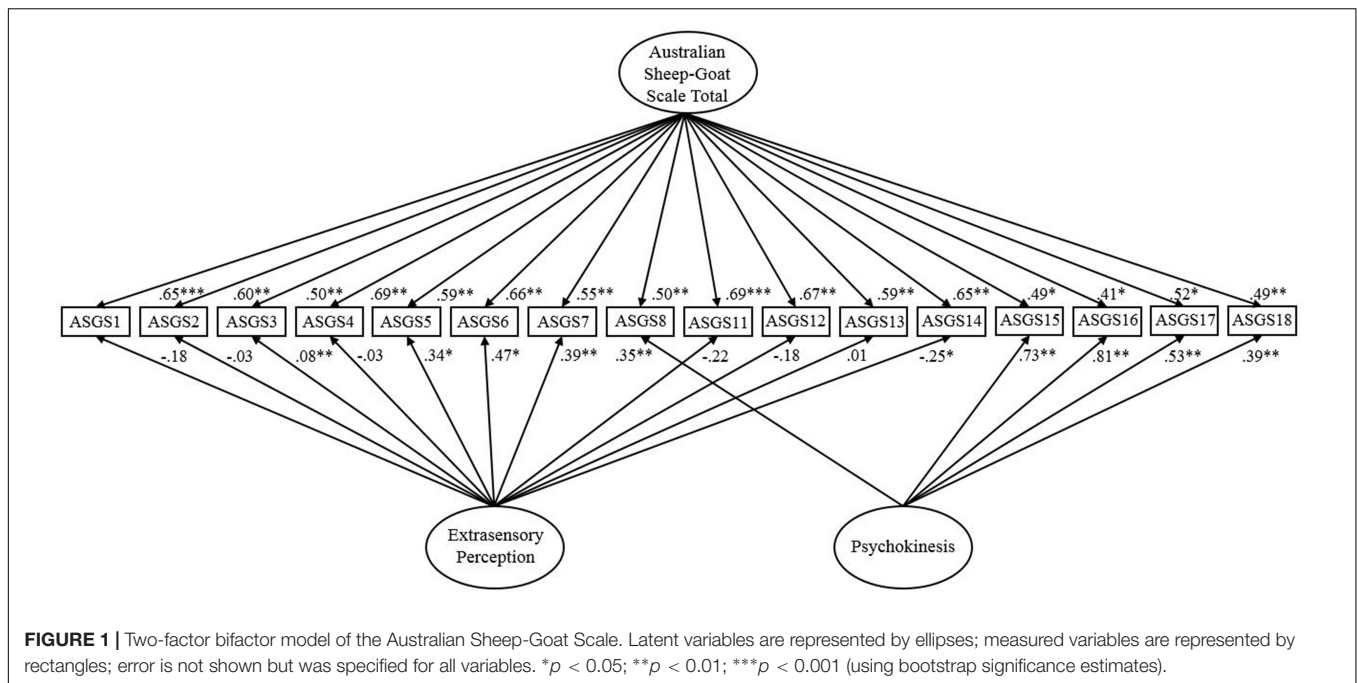 Australian
Sheep-Goat
Scale Total
.65*** .60** .50** .69** .59** .66** .55** .50** .69*** .67** .59** .65** .49* .41* .52* .49**
ASGS1 ASGS2 ASGS3 ASGS4 ASGS5 ASGS6 ASGS7 ASGS8 ASGS11 ASGS12 ASGS13 ASGS14 ASGS15 ASGS16 ASGS17 ASGS18
-.18 -.03 .08** -.03 .34* .47* .39** .35** -.22 -.18 .01 -.25* .73** .81** .53** .39**
Extrasensory
Perception
Psychokinesis
FIGURE 1 | Two-factor bifactor model of the Australian Sheep-Goat Scale. Latent variables are represented by ellipses; measured variables are represented by
rectangles; error is not shown but was specified for all variables. *p < 0.05; **p < 0.01; ***p < 0.001 (using bootstrap significance estimates).